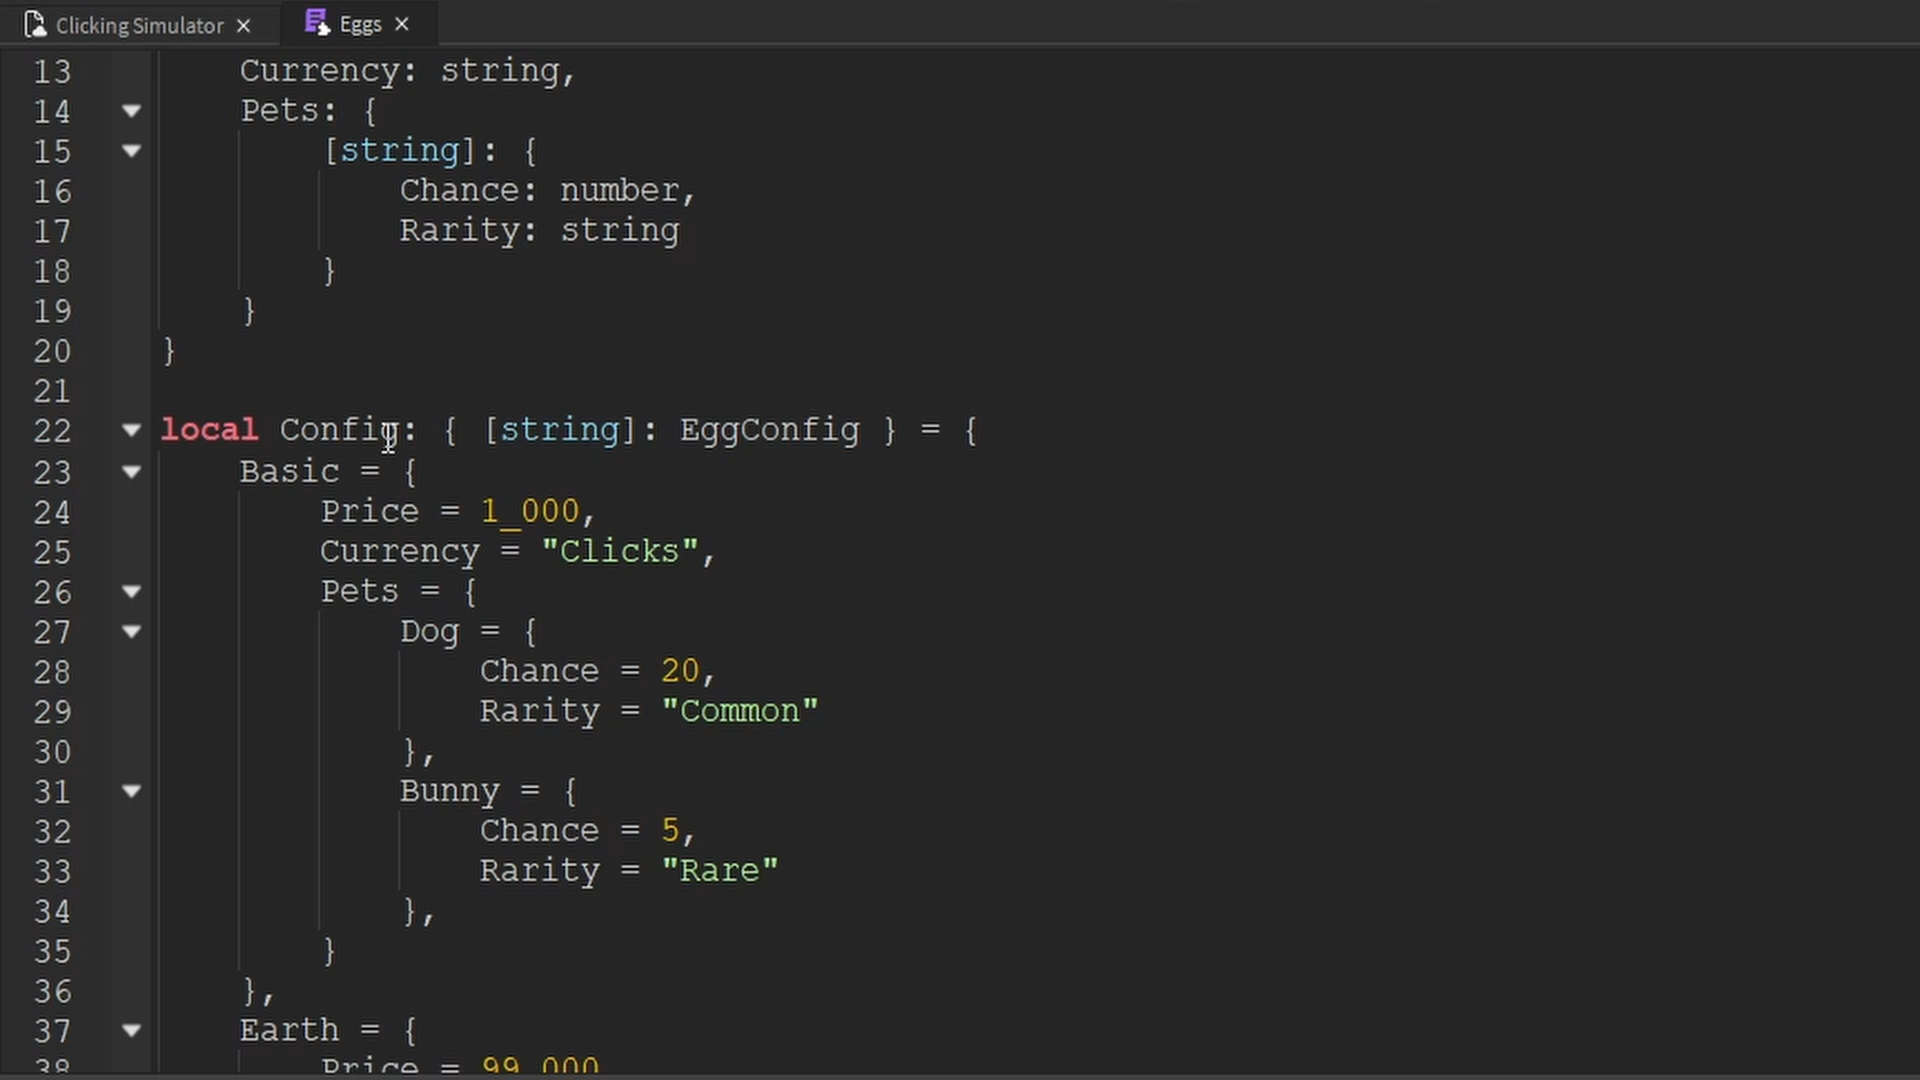 Clicking Simulator × Eggs ×
13 Currency: string,
14 Pets: {
15 [string]: {
16 Chance: number,
17 Rarity: string
18 }
19 }
20 }
21
22 local Config: { [string]: EggConfig } = {
23 Basic = {
24 Price = 1_000,
25 Currency = "Clicks",
26 Pets = {
27 Dog = {
28 Chance = 20,
29 Rarity = "Common"
30 },
31 Bunny = {
32 Chance = 5,
33 Rarity = "Rare"
34 },
35 }
36 },
37 Earth = {
38 Price = 99 000